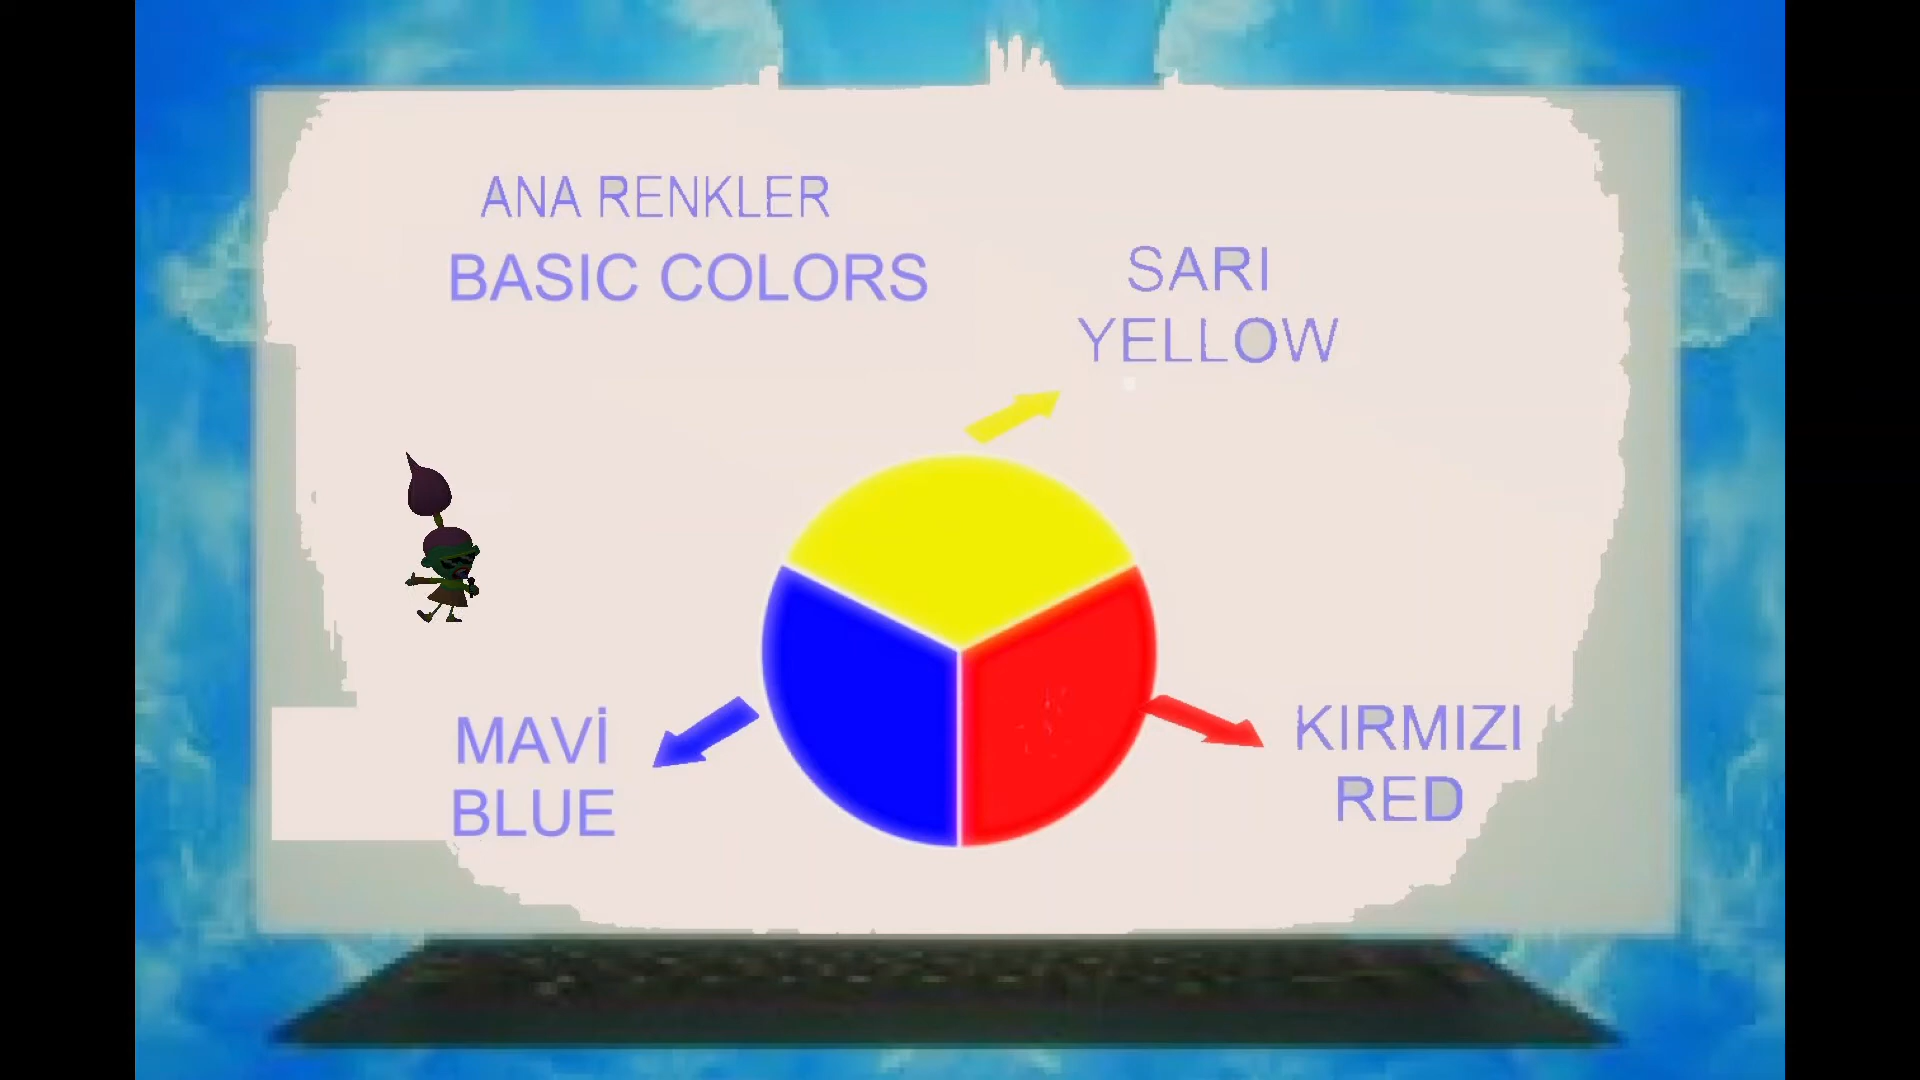 ANA RENKLER
BASIC COLORS
SARI
YELLOW
MAVİ
BLUE
KIRMIZI
RED